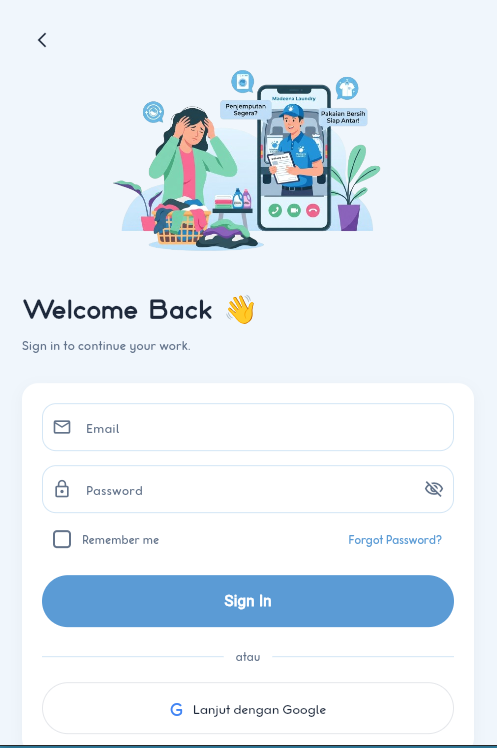 Madeena Laundry
Penjemputan
Segera?
Pakaian Bersih
Siap Antar!
Welcome Back 👋
Sign in to continue your work.
Email
Password
Remember me
Forgot Password?
Sign In
atau
G Lanjut dengan Google